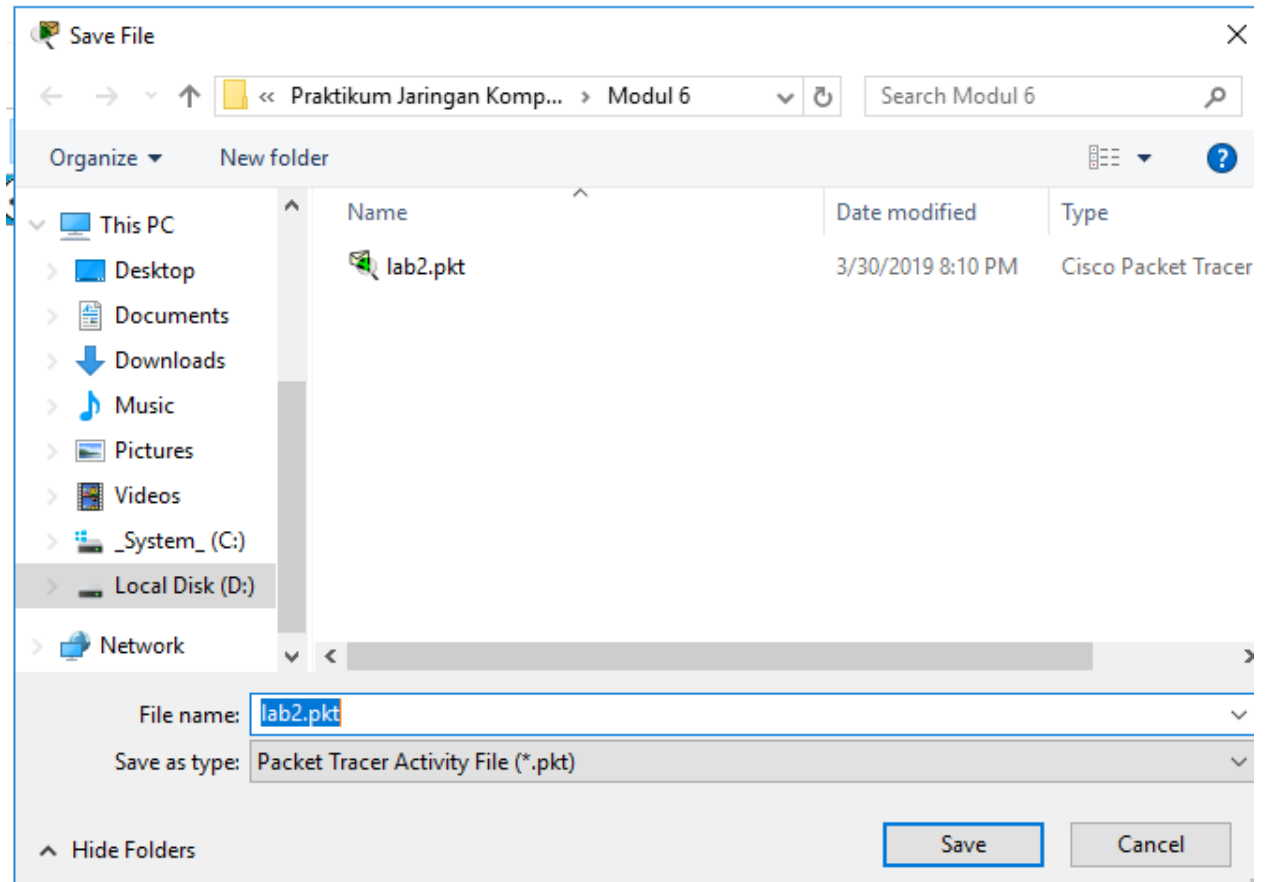 Save File
« Praktikum Jaringan Komp... > Modul 6 Search Modul 6
Organize New folder
Name Date modified Type
This PC
lab2.pkt 3/30/2019 8:10 PM Cisco Packet Tracer
Desktop
Documents
Downloads
Music
Pictures
Videos
_System_ (C:)
Local Disk (D:)
Network
File name: lab2.pkt
Save as type: Packet Tracer Activity File (*.pkt)
Hide Folders Save Cancel